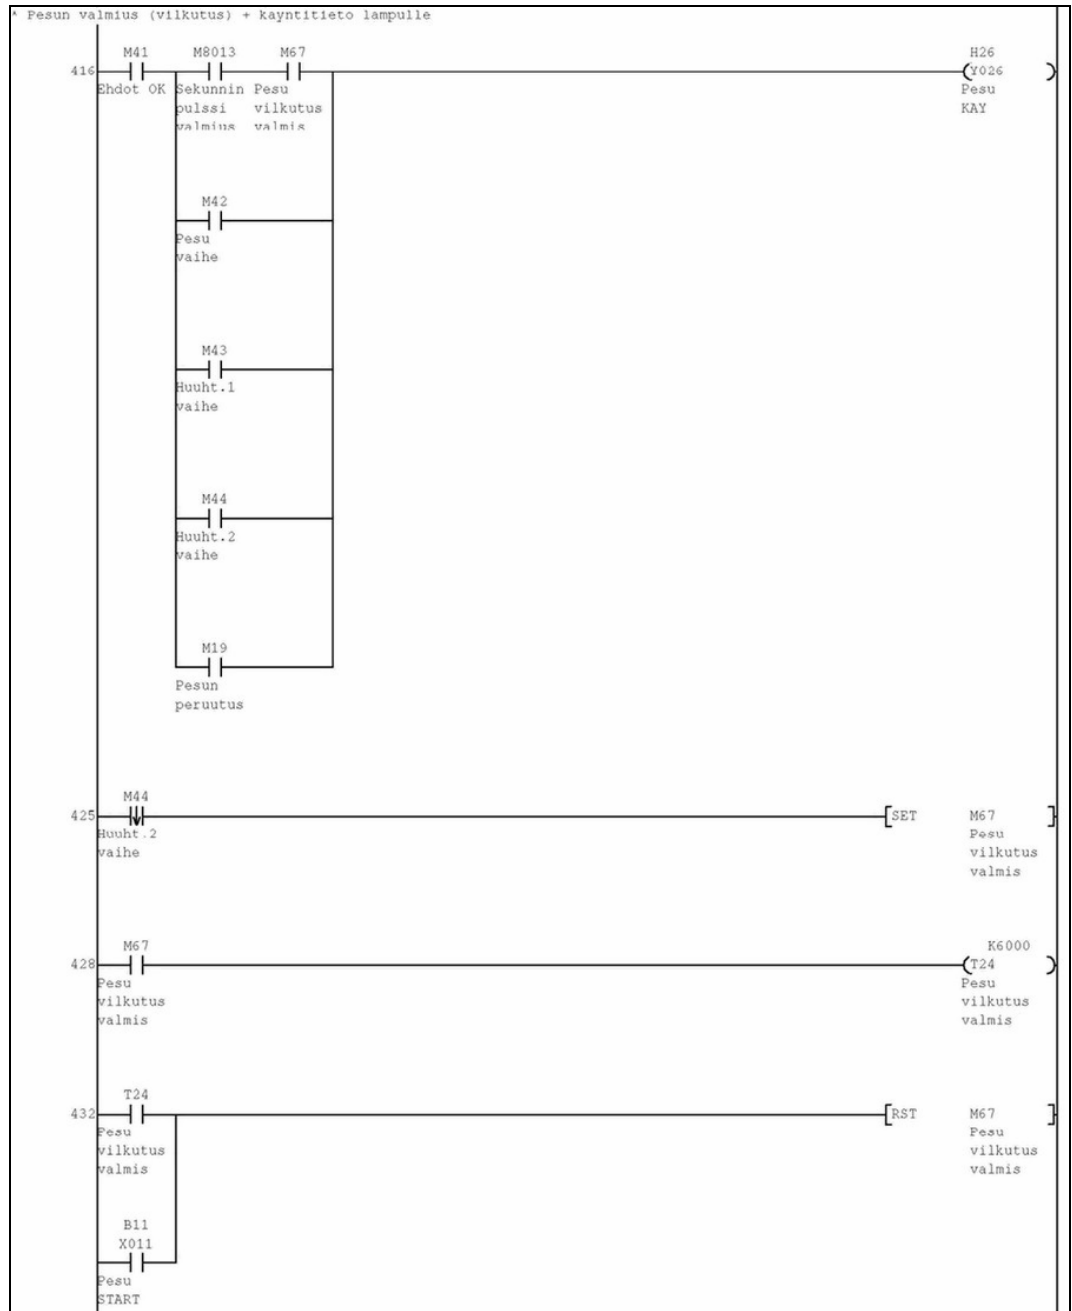 * Pesun valmius (vilkutus) + kayntitieto lampulle
M41 M8013 M67 H26
416 Y026
Ehdot OK Sekunnin Pesu Pesu
pulssi vilkutus KAY
valmius valmis
M42
Pesu
vaihe
M43
Huuht.1
vaihe
M44
Huuht.2
vaihe
M19
Pesun
peruutus
M44
425 SET M67
Huuht.2 Pesu
vaihe vilkutus
valmis
M67 K6000
428 T24
Pesu Pesu
vilkutus vilkutus
valmis valmis
T24
432 RST M67
Pesu Pesu
vilkutus vilkutus
valmis valmis
B11
X011
Pesu
START